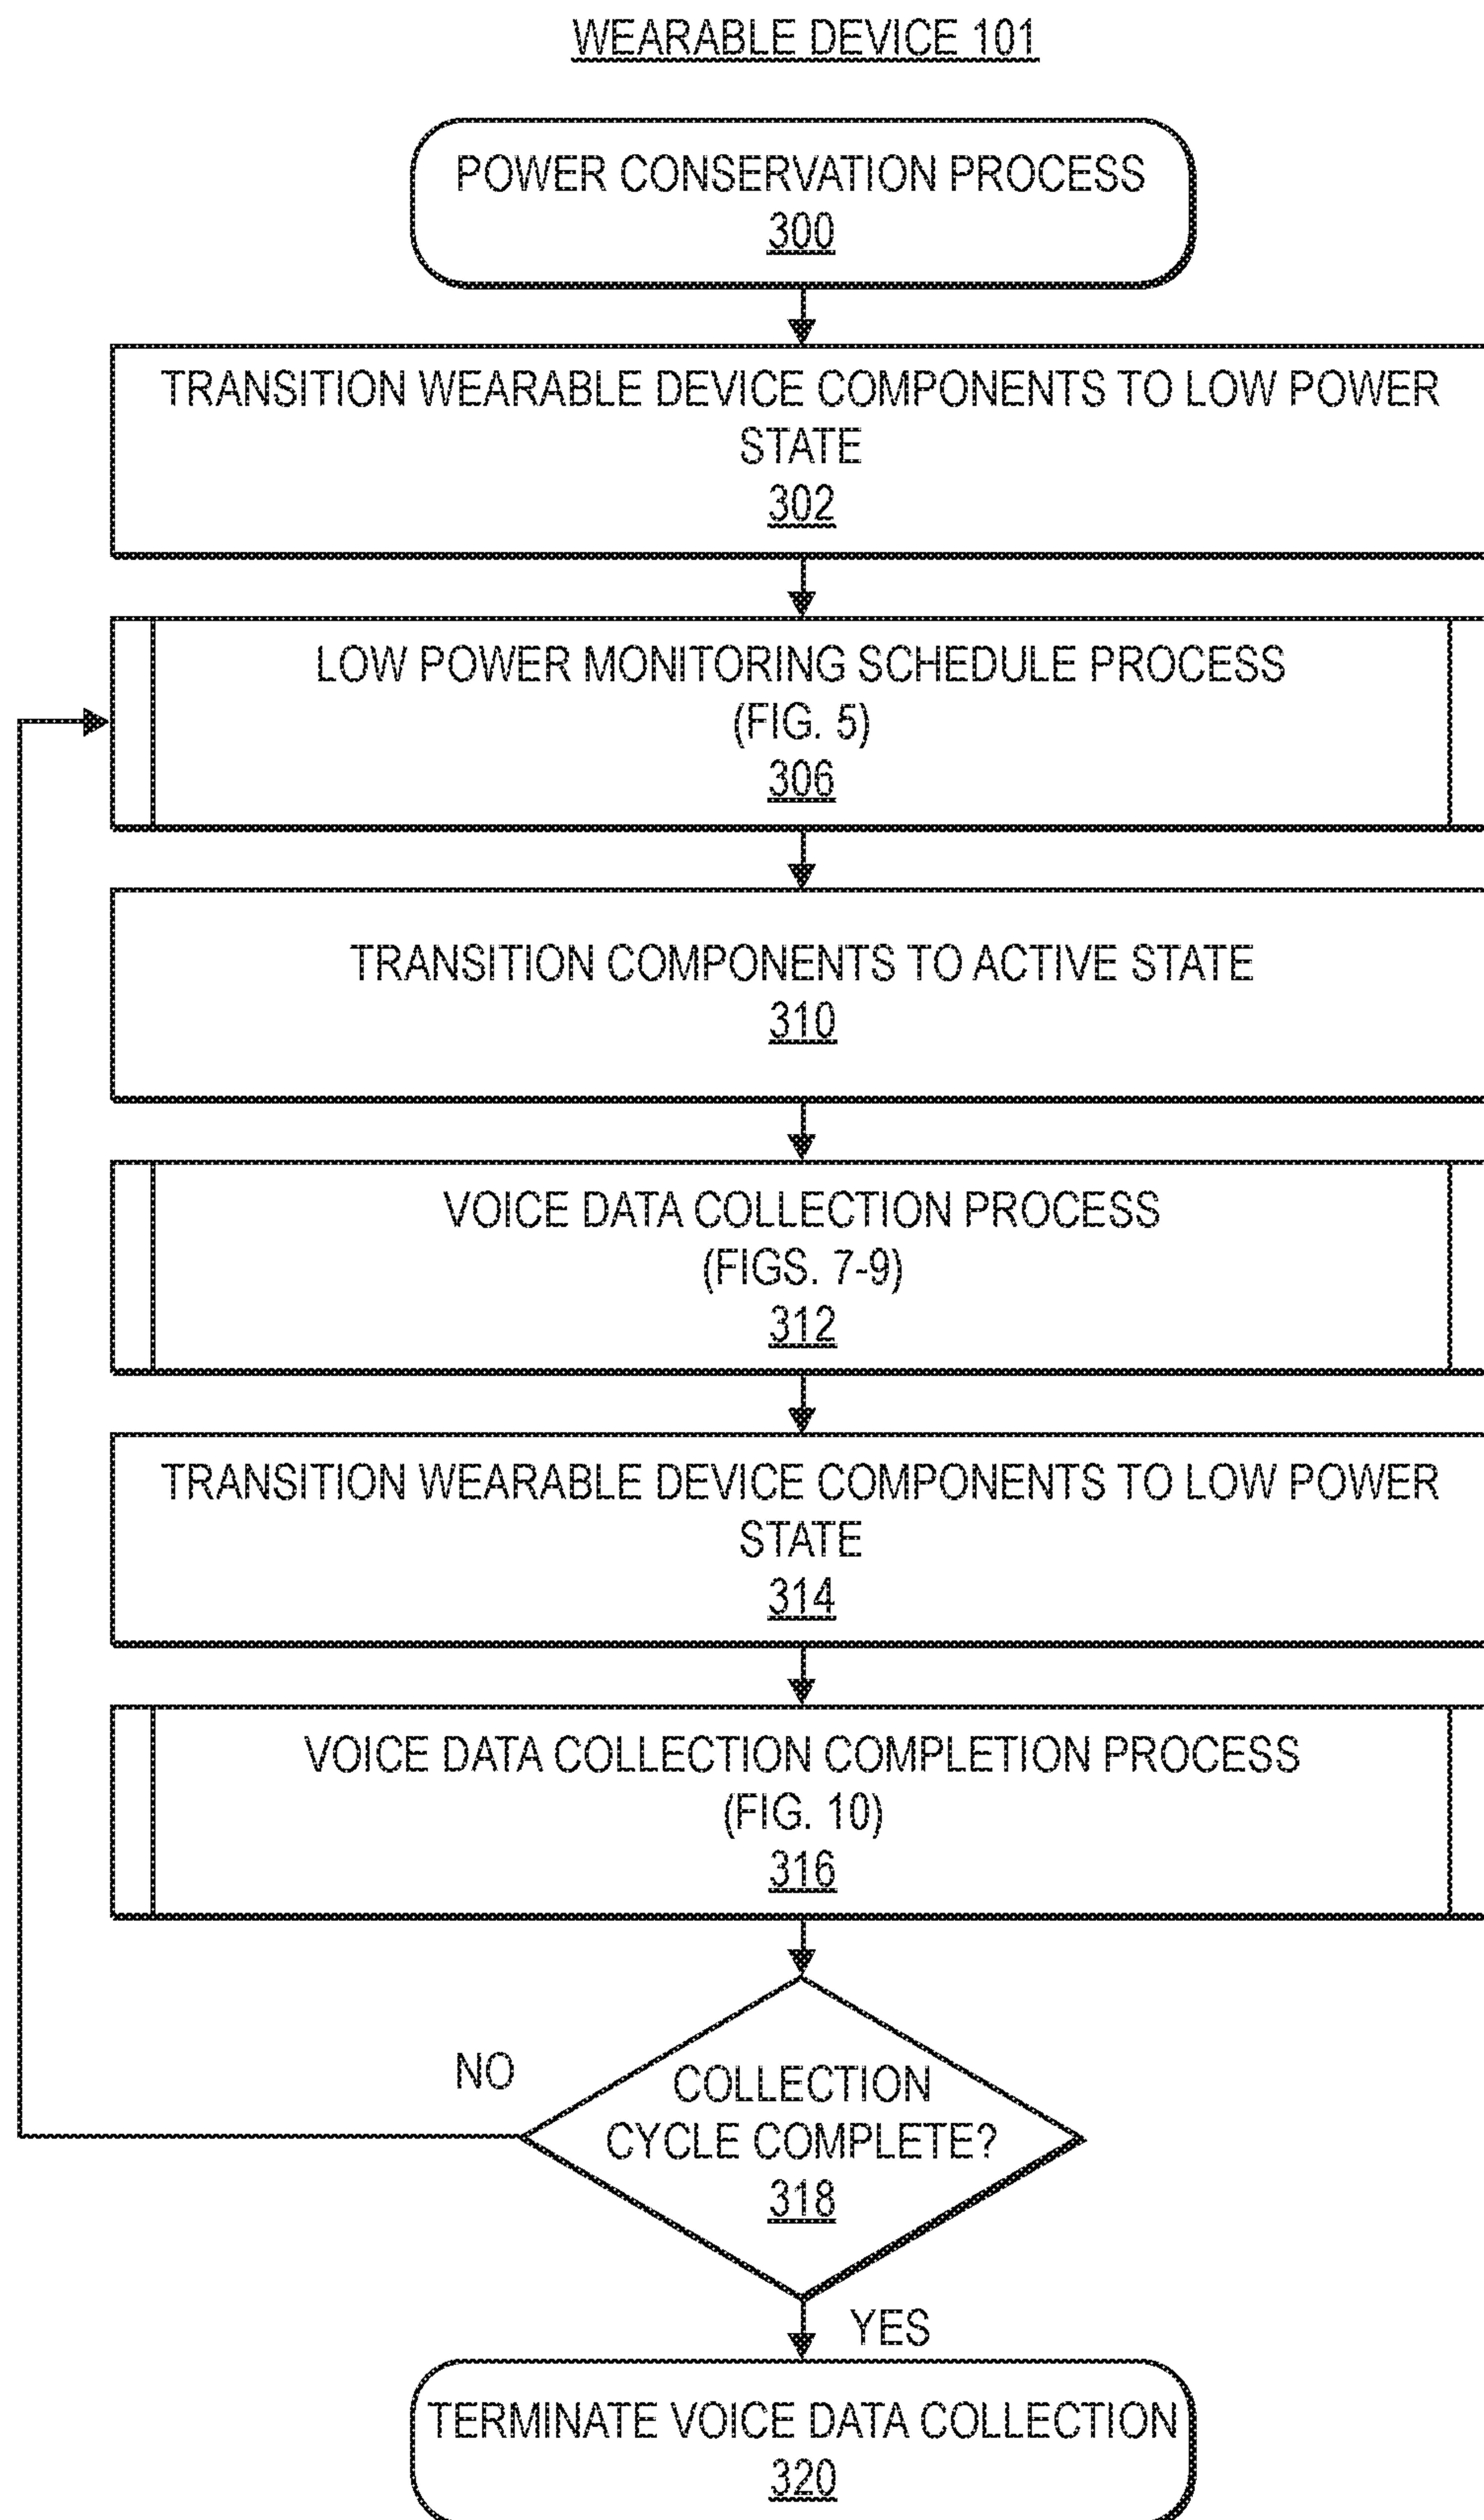 WEARABLE DEVICE 101
POWER CONSERVATION PROCESS
300
TRANSITION WEARABLE DEVICE COMPONENTS TO LOW POWER
STATE
302
LOW POWER MONITORING SCHEDULE PROCESS
(FIG. 5)
306
TRANSITION COMPONENTS TO ACTIVE STATE
310
VOICE DATA COLLECTION PROCESS
(FIGS. 7-9)
312
TRANSITION WEARABLE DEVICE COMPONENTS TO LOW POWER
STATE
314
VOICE DATA COLLECTION COMPLETION PROCESS
(FIG. 10)
316
NO
COLLECTION
CYCLE COMPLETE?
318
YES
TERMINATE VOICE DATA COLLECTION
320